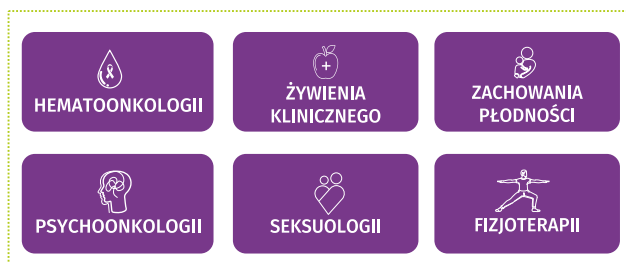 HEMATOONKOLOGII
ŻYWIENIA
KLINICZNEGO
ZACHOWANIA
PŁODNOŚCI
PSYCHOONKOLOGII
SEKSUOLOGII
FIZJOTERAPII